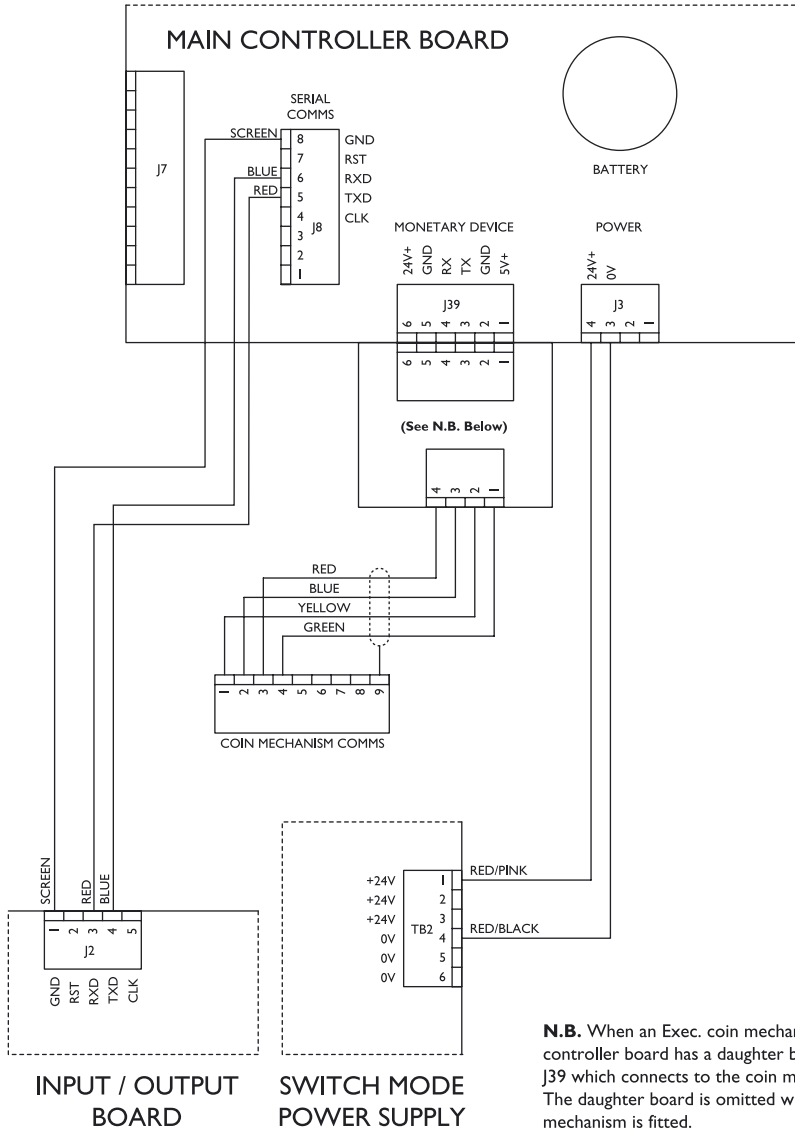 MAIN CONTROLLER BOARD
SERIAL
COMMS
J7
SCREEN
BLUE
RED
8 GND
7 RST
6 RXD
5 TXD
4 CLK
3
2
1
J8
BATTERY
MONETARY DEVICE
24V+
GND
RX
TX
GND
5V+
J39
6 5 4 3 2 1
6 5 4 3 2 1
POWER
24V+
0V
J3
4 3 2 1
(See N.B. Below)
4 3 2 1
RED
BLUE
YELLOW
GREEN
1 2 3 4 5 6 7 8 9
COIN MECHANISM COMMS
SCREEN
RED
BLUE
1 2 3 4 5
J2
GND
RST
RXD
TXD
CLK
INPUT / OUTPUT
BOARD
+24V 1 RED/PINK
+24V 2
+24V 3
0V 4 RED/BLACK
0V 5
0V 6
TB2
SWITCH MODE
POWER SUPPLY
N.B. When an Exec. coin
controller board has a daughter
J39 which connects to the coin
The daughter board is omitted
mechanism is fitted.